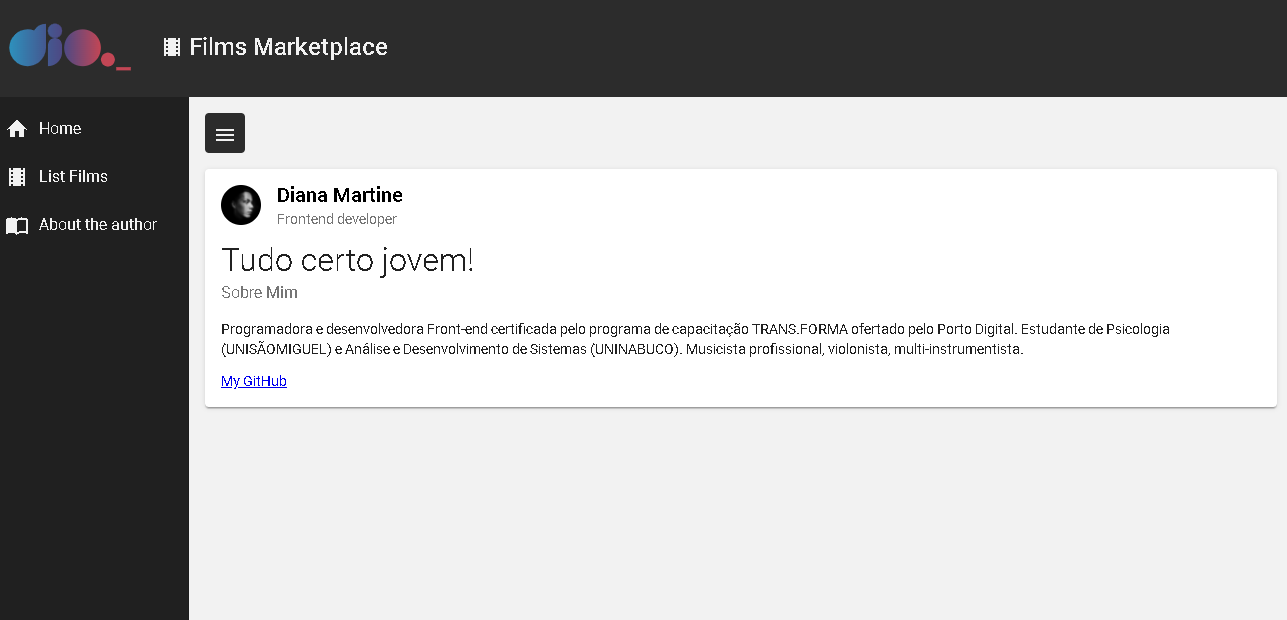 dio._
Films Marketplace
Home
List Films
About the author
Diana Martine
Frontend developer
Tudo certo jovem!
Sobre Mim
Programadora e desenvolvedora Front-end certificada pelo programa de capacitação TRANS.FORMA ofertado pelo Porto Digital. Estudante de Psicologia
(UNISÃOMIGUEL) e Análise e Desenvolvimento de Sistemas (UNINABUCO). Musicista profissional, violonista, multi-instrumentista.
My GitHub